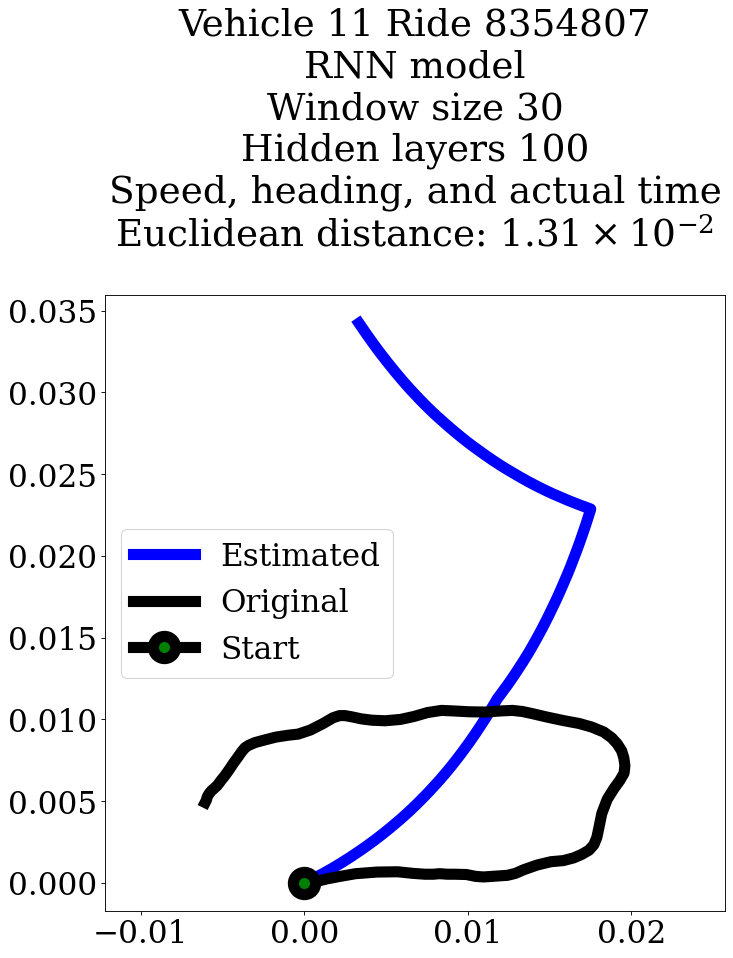 Vehicle 11 Ride 8354807
RNN model
Window size 30
Hidden layers 100
Speed, heading, and actual time
Euclidean distance: 1.31 × 10⁻²
0.035
0.030
0.025
0.020
0.015
0.010
0.005
0.000
Estimated
Original
Start
−0.01 0.00 0.01 0.02